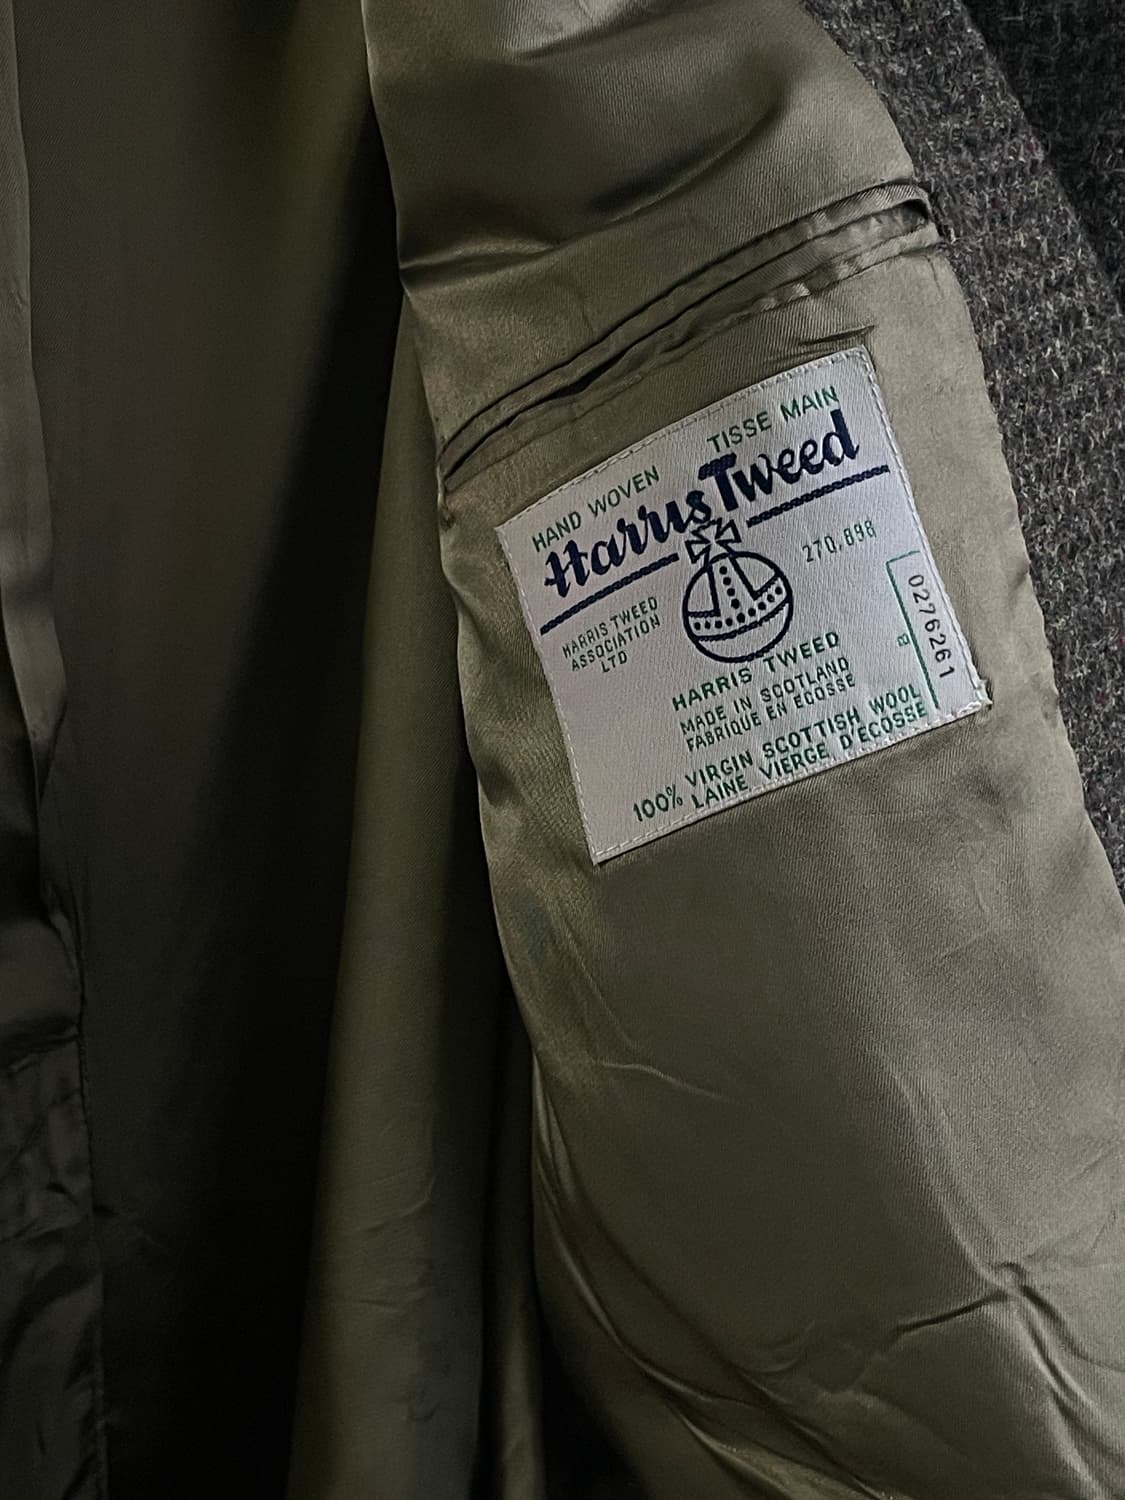 HAND WOVEN TISSE MAIN
Harris Tweed
270,898
HARRIS TWEED
ASSOCIATION
LTD
HARRIS TWEED
MADE IN SCOTLAND
FABRIQUE EN ECOSSE
100% VIRGIN SCOTTISH WOOL
LAINE VIERGE D'ECOSSE
0276261